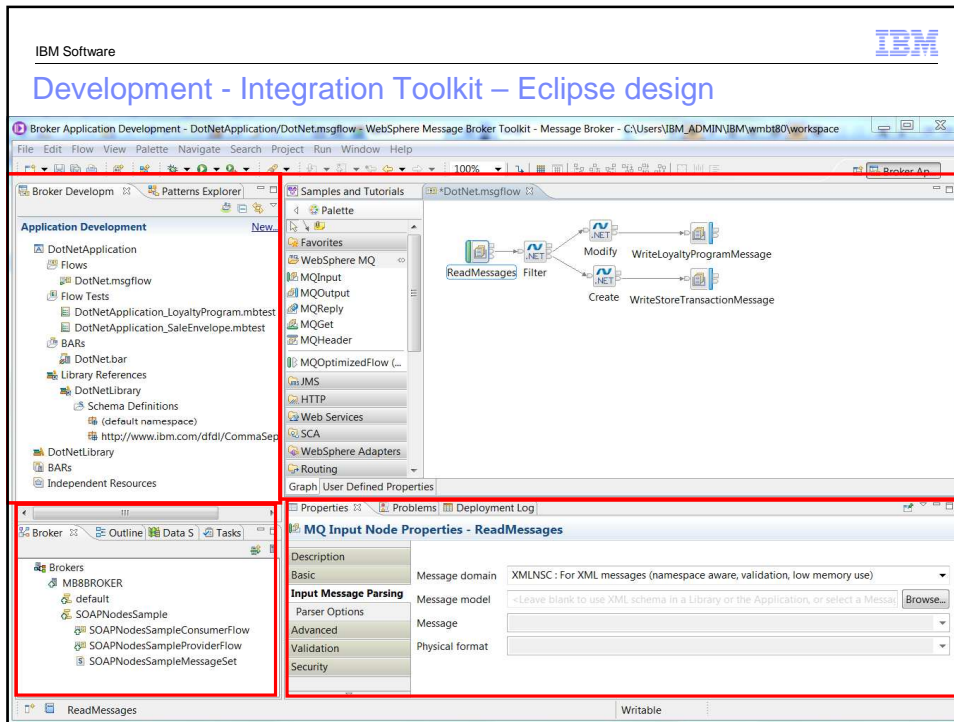 IBM Software
IBM
Development - Integration Toolkit – Eclipse design
Broker Application Development - DotNetApplication/DotNet.msgflow - WebSphere Message Broker Toolkit - Message Broker - C:\Users\IBM_ADMIN\IBM\wmbt80\workspace
File Edit Flow View Palette Navigate Search Project Run Window Help
100%
Broker Ap
Broker Developm
Patterns Explorer
Application Development
New...
DotNetApplication
Flows
DotNet.msgflow
Flow Tests
DotNetApplication_LoyaltyProgram.mbtest
DotNetApplication_SaleEnvelope.mbtest
BARs
DotNet.bar
Library References
DotNetLibrary
Schema Definitions
(default namespace)
http://www.ibm.com/dfdl/CommaSep
DotNetLibrary
BARs
Independent Resources
Samples and Tutorials
*DotNet.msgflow
Palette
Favorites
WebSphere MQ
MQInput
MQOutput
MQReply
MQGet
MQHeader
MQOptimizedFlow (...
JMS
HTTP
Web Services
SCA
WebSphere Adapters
Routing
.NET
.NET
.NET
ReadMessages
Filter
Modify
WriteLoyaltyProgramMessage
Create
WriteStoreTransactionMessage
Graph
User Defined Properties
Broker
Outline
Data S
Tasks
Brokers
MB8BROKER
default
SOAPNodesSample
SOAPNodesSampleConsumerFlow
SOAPNodesSampleProviderFlow
SOAPNodesSampleMessageSet
Properties
Problems
Deployment Log
MQ Input Node Properties - ReadMessages
Description
Basic
Input Message Parsing
Parser Options
Advanced
Validation
Security
Message domain
XMLNSC : For XML messages (namespace aware, validation, low memory use)
Message model
<Leave blank to use XML schema in a Library or the Application, or select a Messag
Browse...
Message
Physical format
ReadMessages
Writable